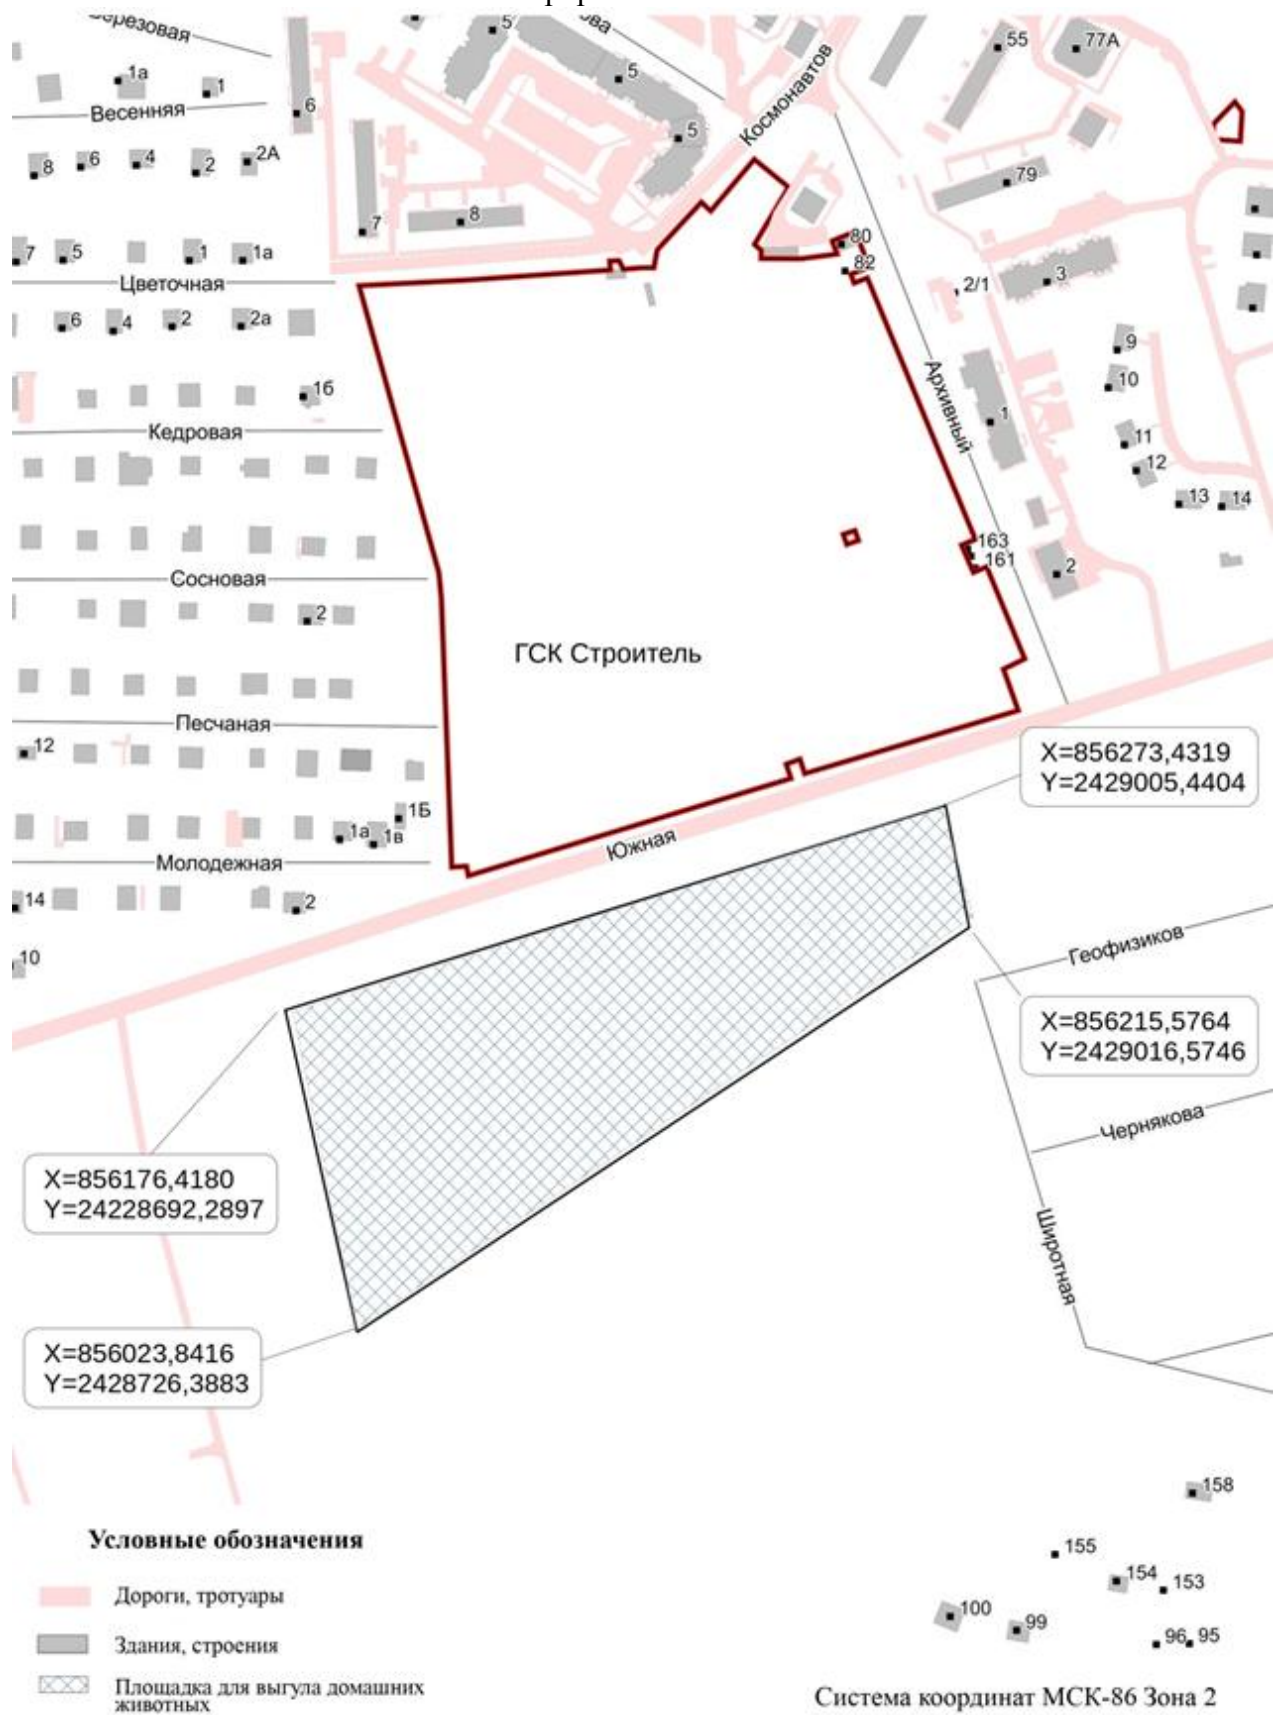 5
ва
55
77А
1а
1
5
Космонавтов
Весенняя
6
5
8
6
4
2
2А
79
7
8
80
7
5
1
1а
82
3
2/1
Цветочная
6
4
2
2а
9
Архивный
10
1б
1
Кедровая
11
12
13
14
163
161
2
Сосновая
2
ГСК Строитель
Песчаная
12
X=856273,4319
Y=2429005,4404
1Б
1а
1в
Южная
Молодежная
14
2
Геофизиков
10
X=856215,5764
Y=2429016,5746
Чернякова
X=856176,4180
Y=24228692,2897
Широтная
X=856023,8416
Y=2428726,3883
158
Условные обозначения
155
154
153
Дороги, тротуары
100
99
96
95
Здания, строения
Площадка для выгула домашних
животных
Система координат МСК-86 Зона 2